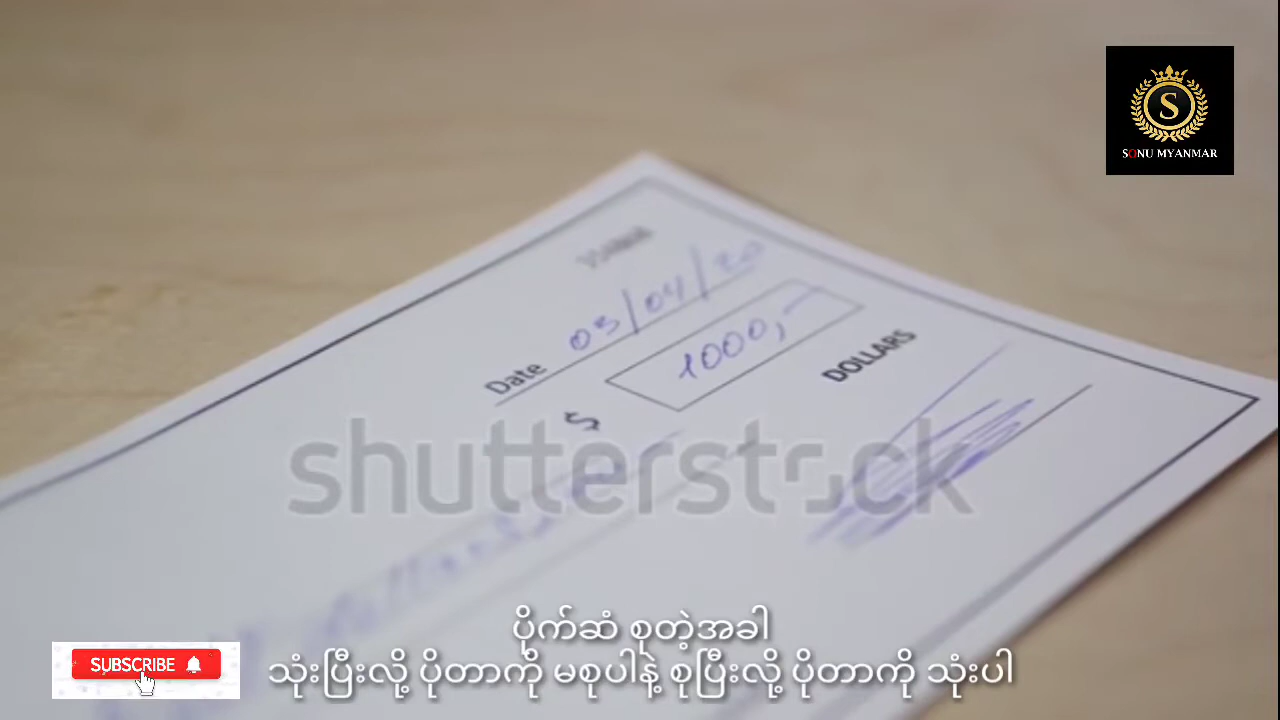 SONU MYANMAR
Date 03/04/20
$ 1000,-
DOLLARS
shutterstock
ပိုက်ဆံ စုတဲ့အခါ
SUBSCRIBE
သုံးပြီးလို့ ပိုတာကို မစုပါနဲ့ စုပြီးလို့ ပိုတာကို သုံးပါ